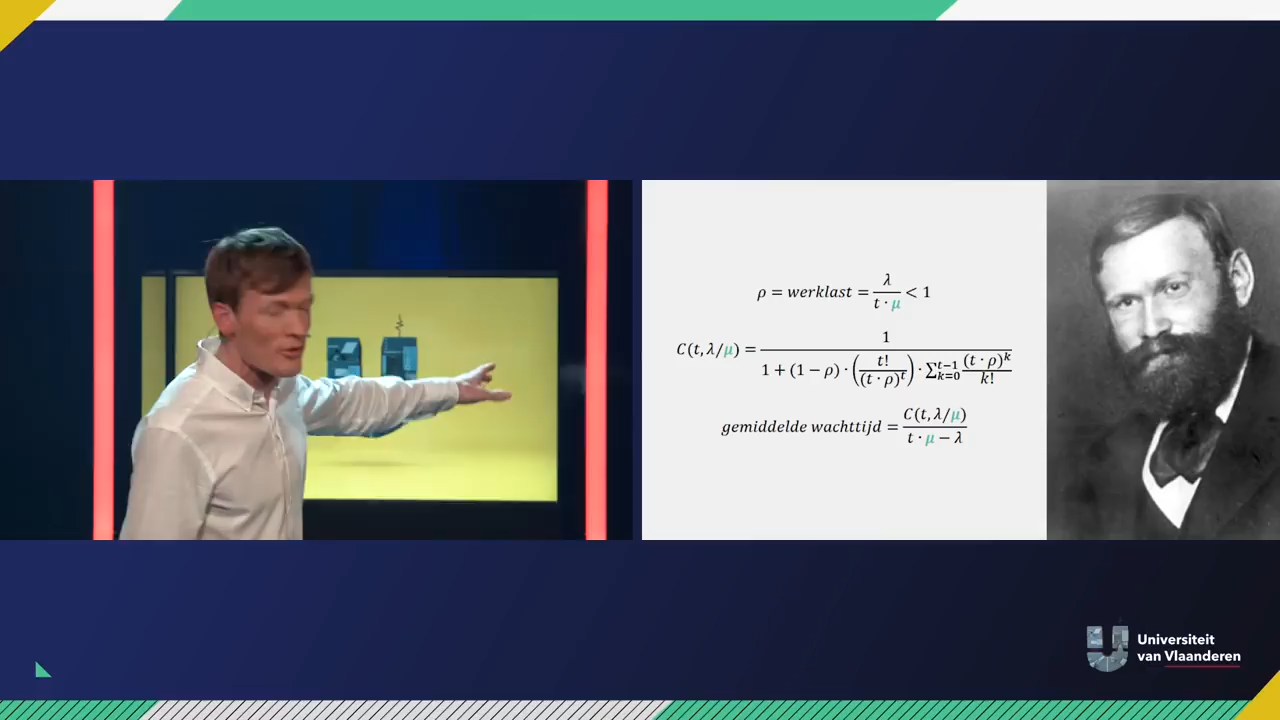 ρ = werklast = λ / (t · μ) < 1
C(t, λ/μ) = 1 / (1 + (1 − ρ) · (t! / (t · ρ)^t) · ∑_{k=0}^{t−1} (t · ρ)^k / k!)
gemiddelde wachttijd = C(t, λ/μ) / (t · μ − λ)
Universiteit
van Vlaanderen